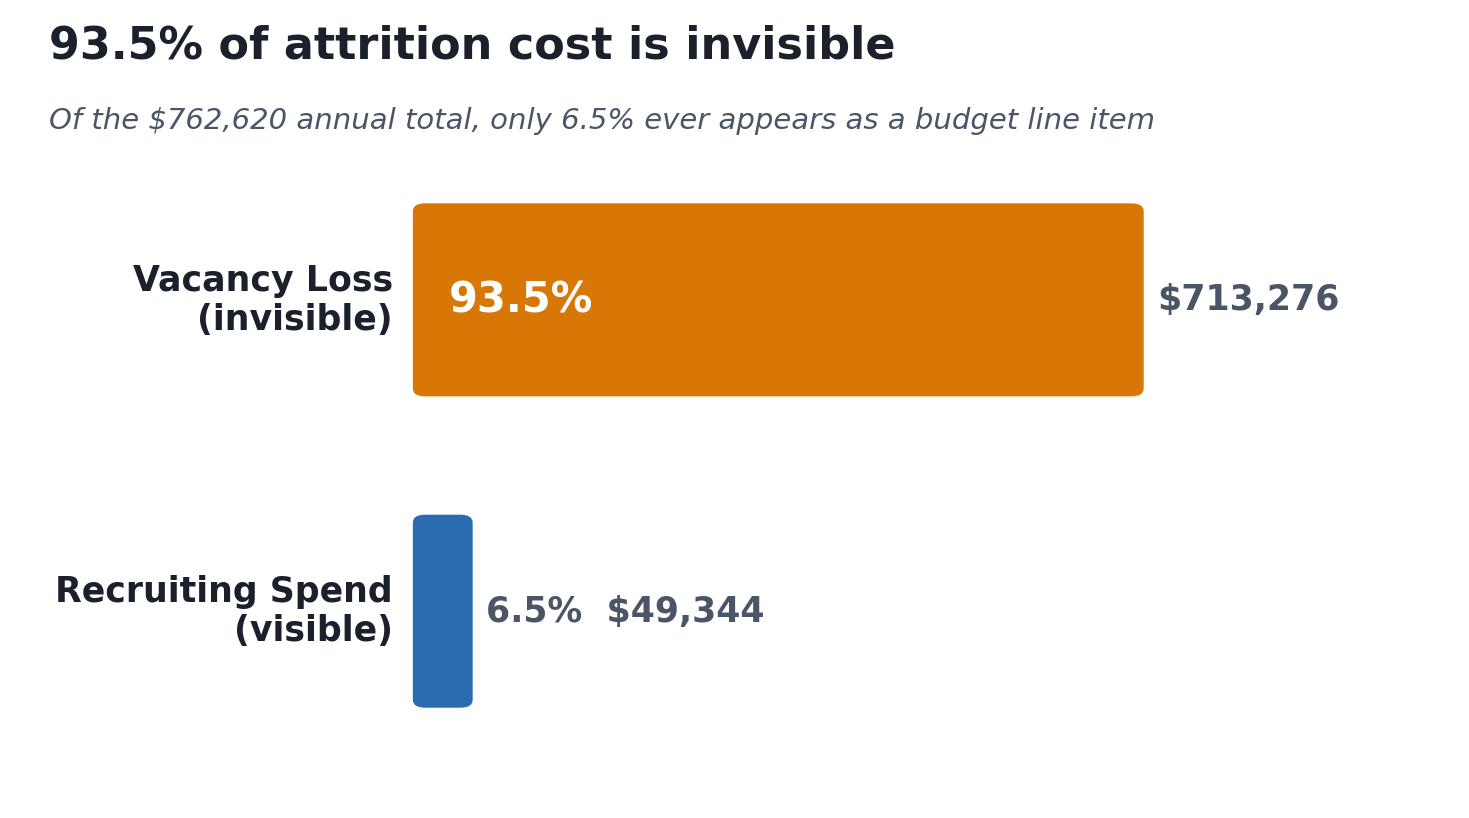 93.5% of attrition cost is invisible
Of the $762,620 annual total, only 6.5% ever appears as a budget line item
Vacancy Loss
(invisible)
93.5%
$713,276
Recruiting Spend
(visible)
6.5% $49,344